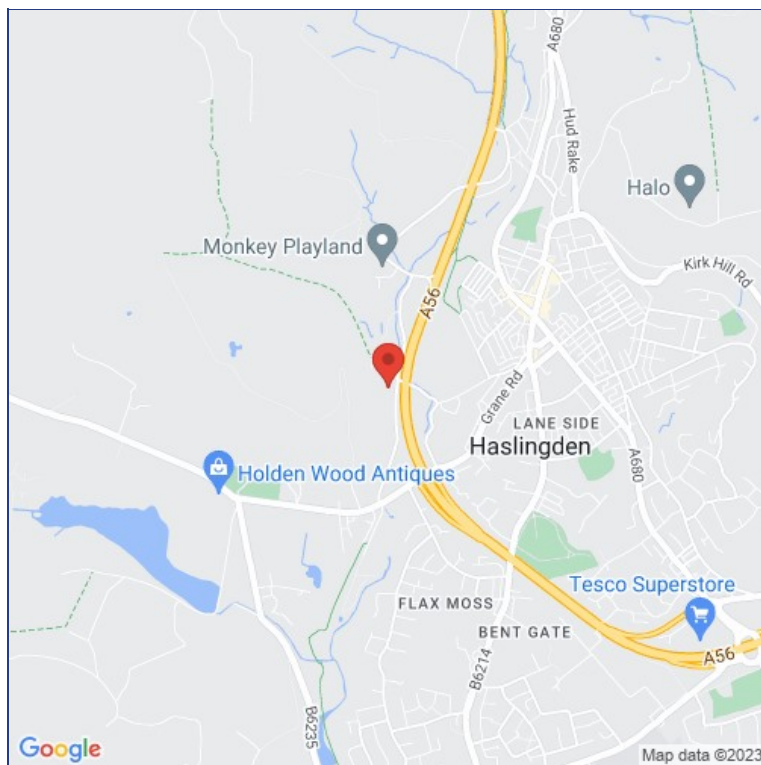 A680
Hud Rake
Halo
Monkey Playland
Kirk Hill Rd
A56
Grane Rd
LANE SIDE
Haslingden
A680
Holden Wood Antiques
Tesco Superstore
FLAX MOSS
BENT GATE
A56
B6214
B6235
Google
Map data ©2023